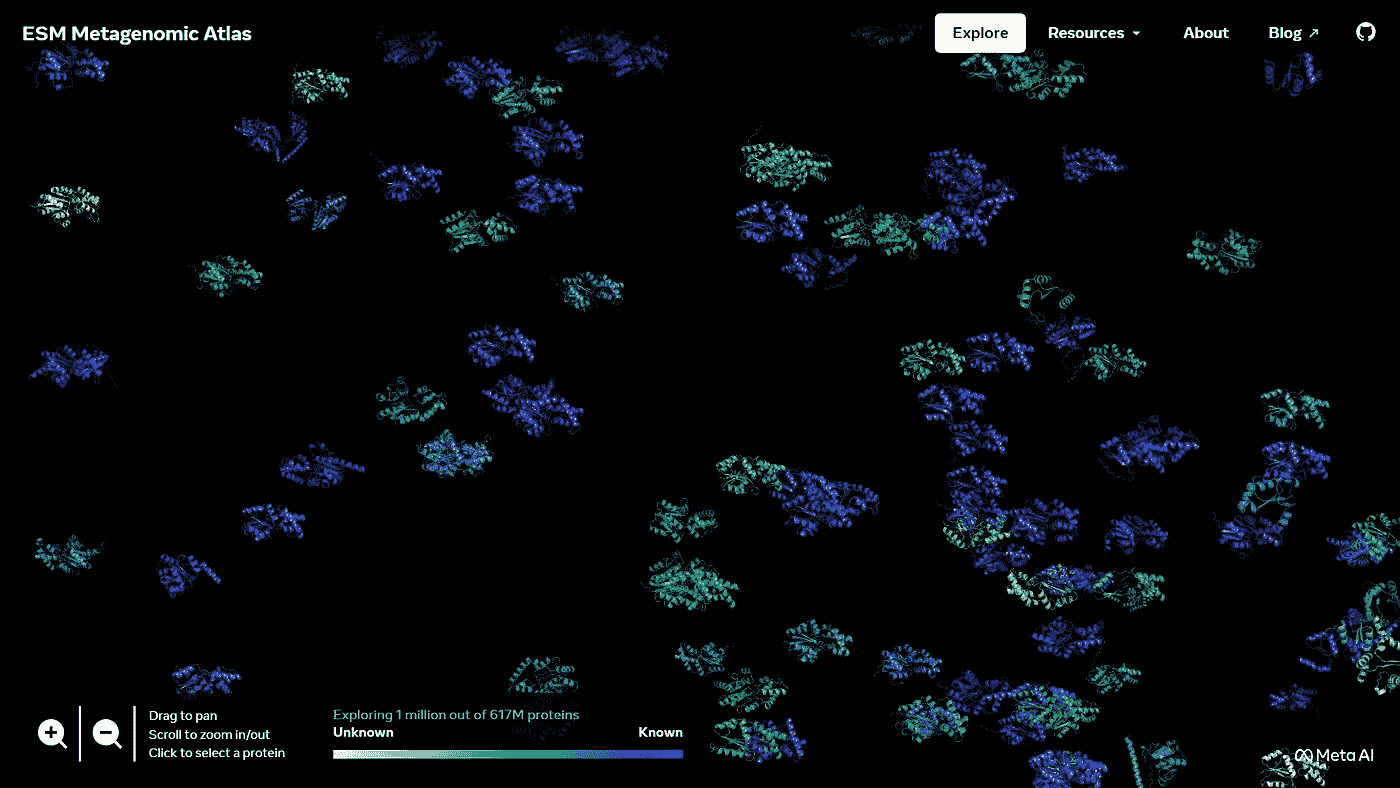 ESM Metagenomic Atlas
Explore
Resources
About
Blog ↗
Drag to pan
Scroll to zoom in/out
Click to select a protein
Exploring 1 million out of 617M proteins
Unknown
Known
Meta AI